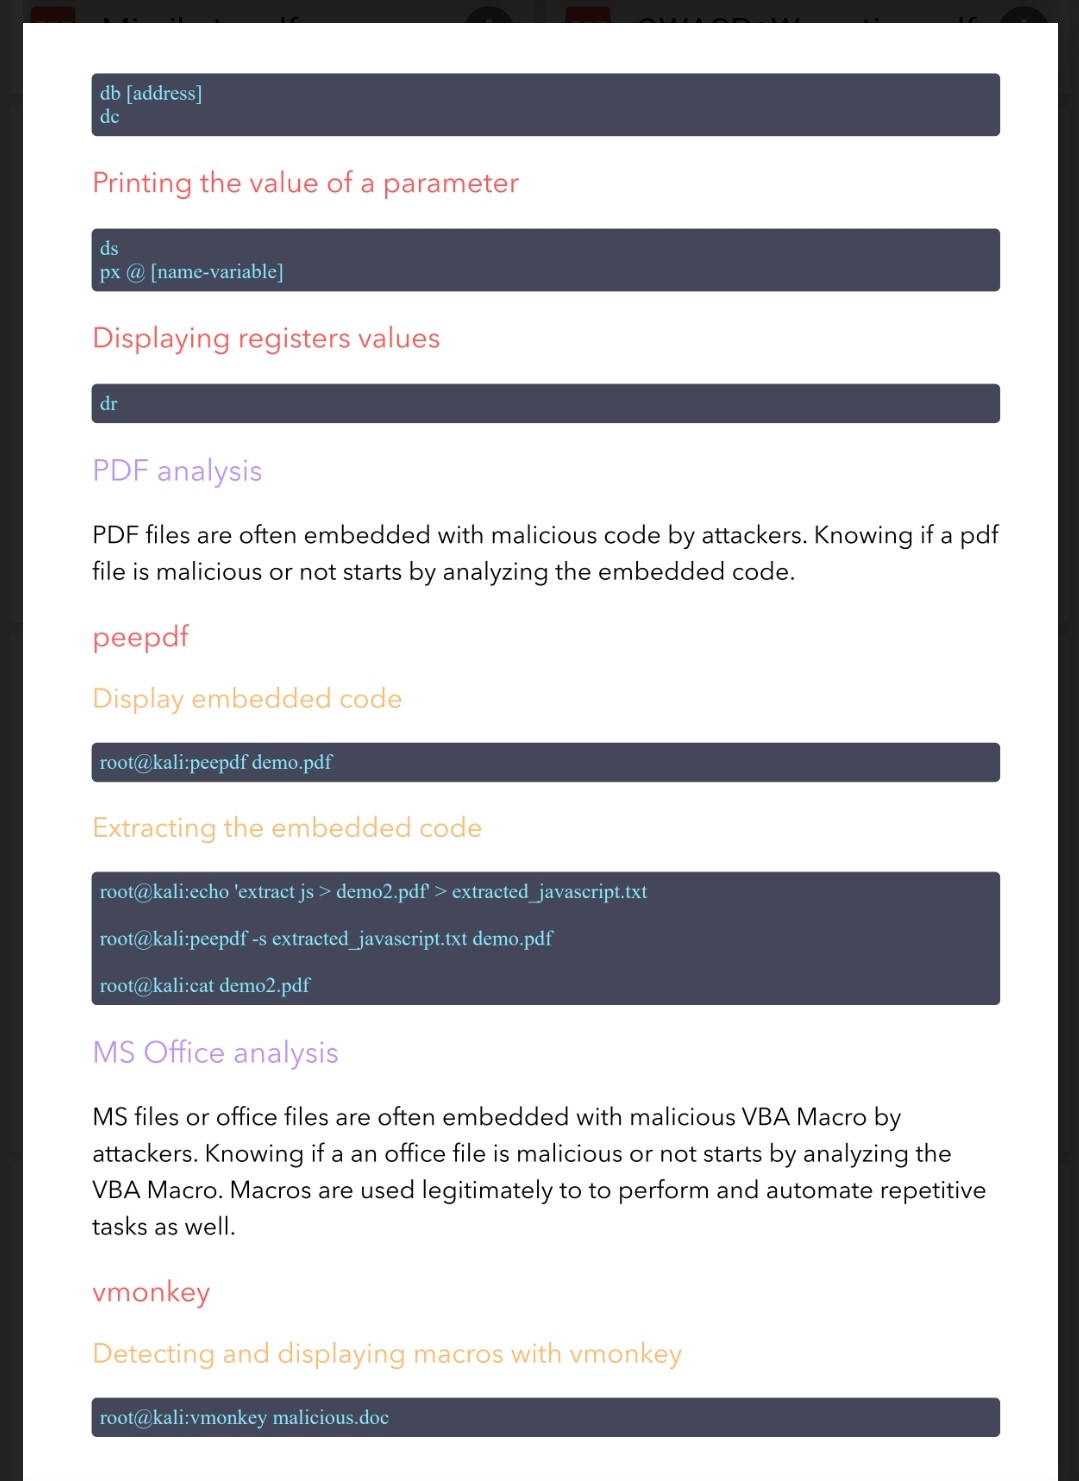 db [address]
dc
Printing the value of a parameter
ds
px @ [name-variable]
Displaying registers values
dr
PDF analysis
PDF files are often embedded with malicious code by attackers. Knowing if a pdf
file is malicious or not starts by analyzing the embedded code.
peepdf
Display embedded code
root@kali:peepdf demo.pdf
Extracting the embedded code
root@kali:echo 'extract js > demo2.pdf' > extracted_javascript.txt
root@kali:peepdf -s extracted_javascript.txt demo.pdf
root@kali:cat demo2.pdf
MS Office analysis
MS files or office files are often embedded with malicious VBA Macro by
attackers. Knowing if a an office file is malicious or not starts by analyzing the
VBA Macro. Macros are used legitimately to to perform and automate repetitive
tasks as well.
vmonkey
Detecting and displaying macros with vmonkey
root@kali:vmonkey malicious.doc